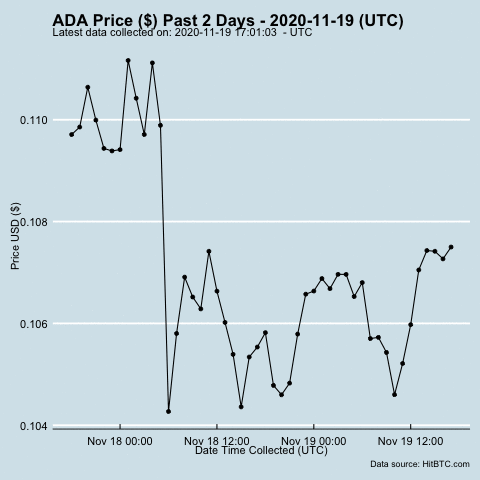 ADA Price ($) Past 2 Days - 2020-11-19 (UTC)
Latest data collected on: 2020-11-19 17:01:03  - UTC
0.110
0.108
0.106
0.104
Price USD ($)
Nov 18 00:00
Nov 18 12:00
Nov 19 00:00
Nov 19 12:00
Date Time Collected (UTC)
Data source: HitBTC.com